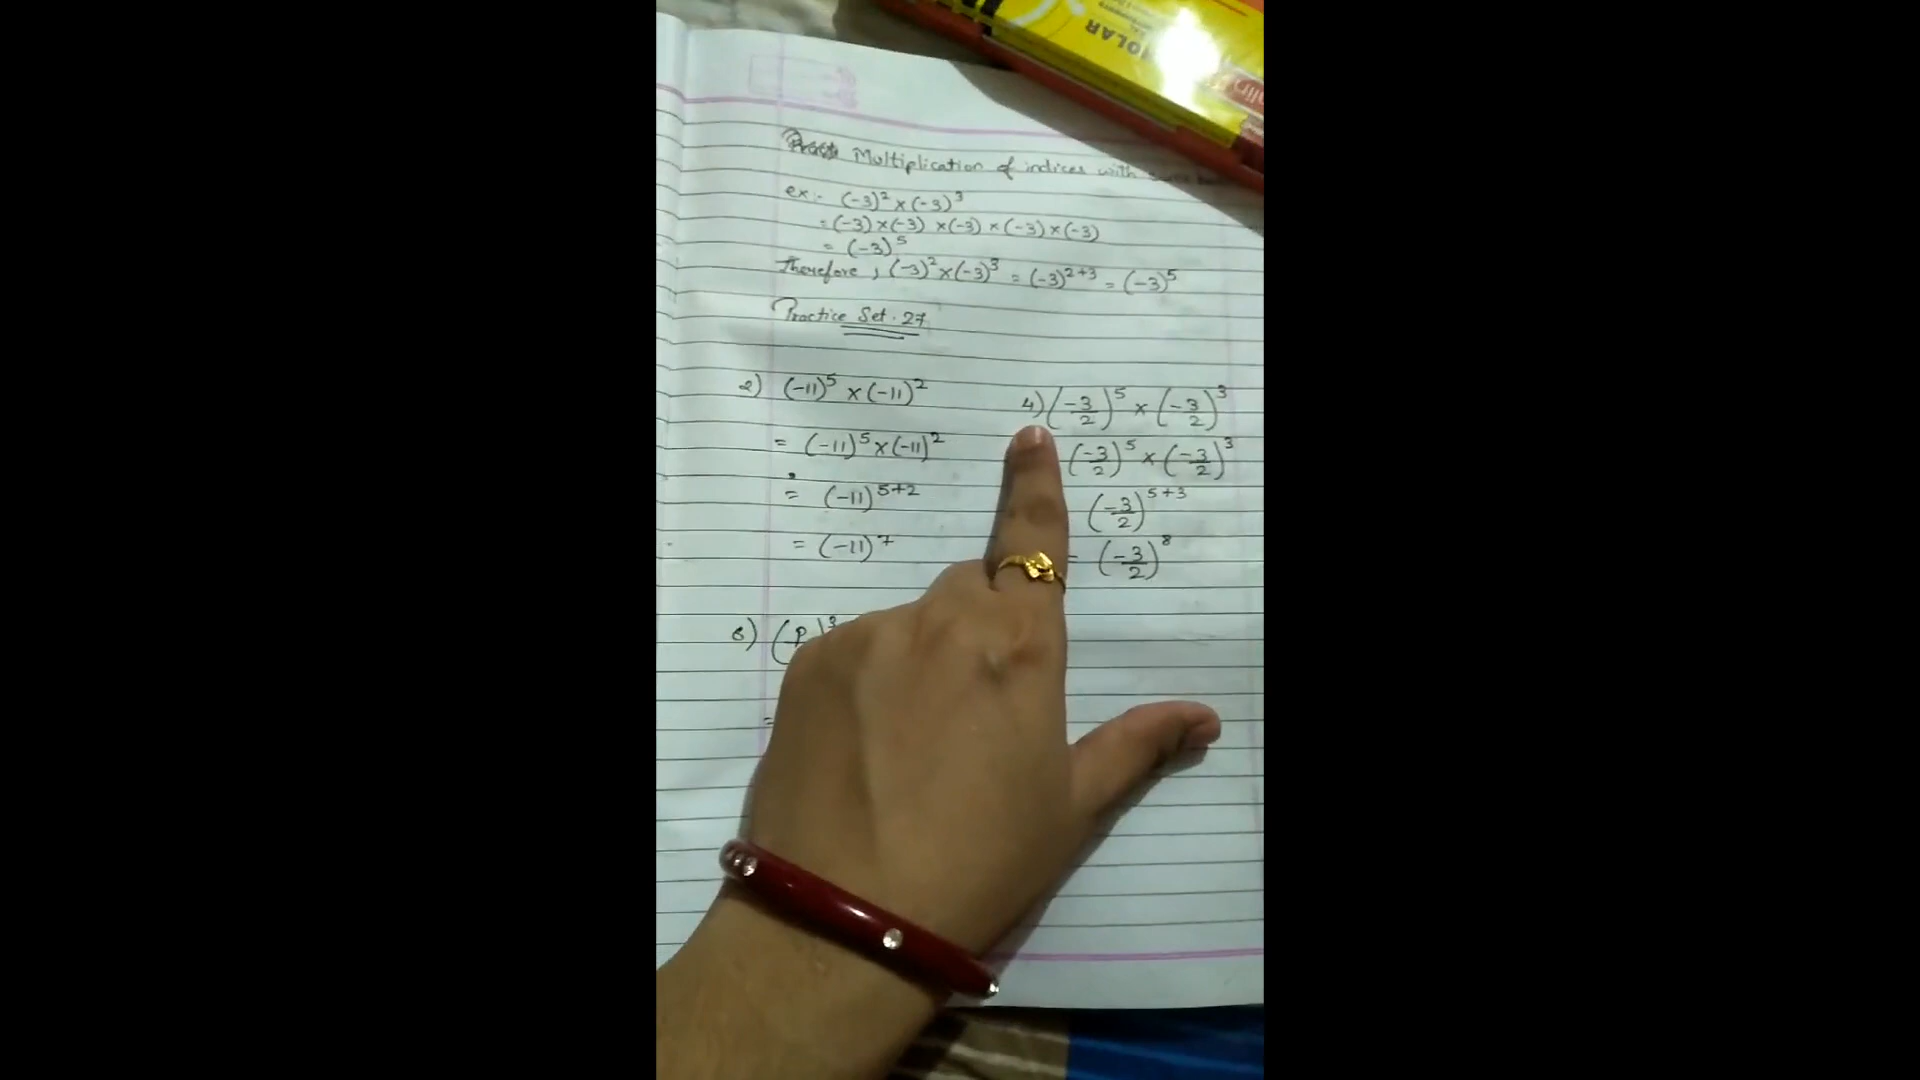 Multiplication of indices with
ex:- (-3)² × (-3)³
= (-3) × (-3) × (-3) × (-3) × (-3)
= (-3)⁵
Therefore, (-3)² × (-3)³ = (-3)²⁺³ = (-3)⁵
Practice Set. 27
2) (-11)⁵ × (-11)²
= (-11)⁵ × (-11)²
= (-11)⁵⁺²
= (-11)⁷
4) (-3/2)⁵ × (-3/2)³
(-3/2)⁵ × (-3/2)³
(-3/2)⁵⁺³
= (-3/2)⁸
6) (P )³
=
OLAR